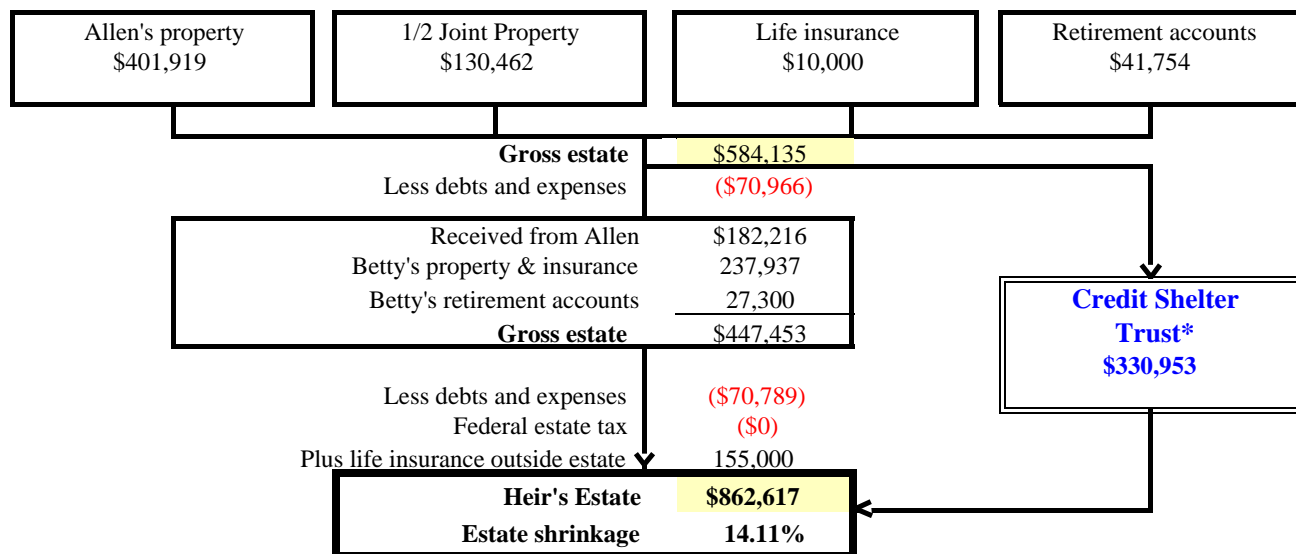 Allen's property
$401,919
1/2 Joint Property
$130,462
Life insurance
$10,000
Retirement accounts
$41,754
Gross estate $584,135
Less debts and expenses ($70,966)
Received from Allen $182,216
Betty's property & insurance 237,937
Betty's retirement accounts 27,300
Gross estate $447,453
Credit Shelter
Trust*
$330,953
Less debts and expenses ($70,789)
Federal estate tax ($0)
Plus life insurance outside estate 155,000
Heir's Estate $862,617
Estate shrinkage 14.11%